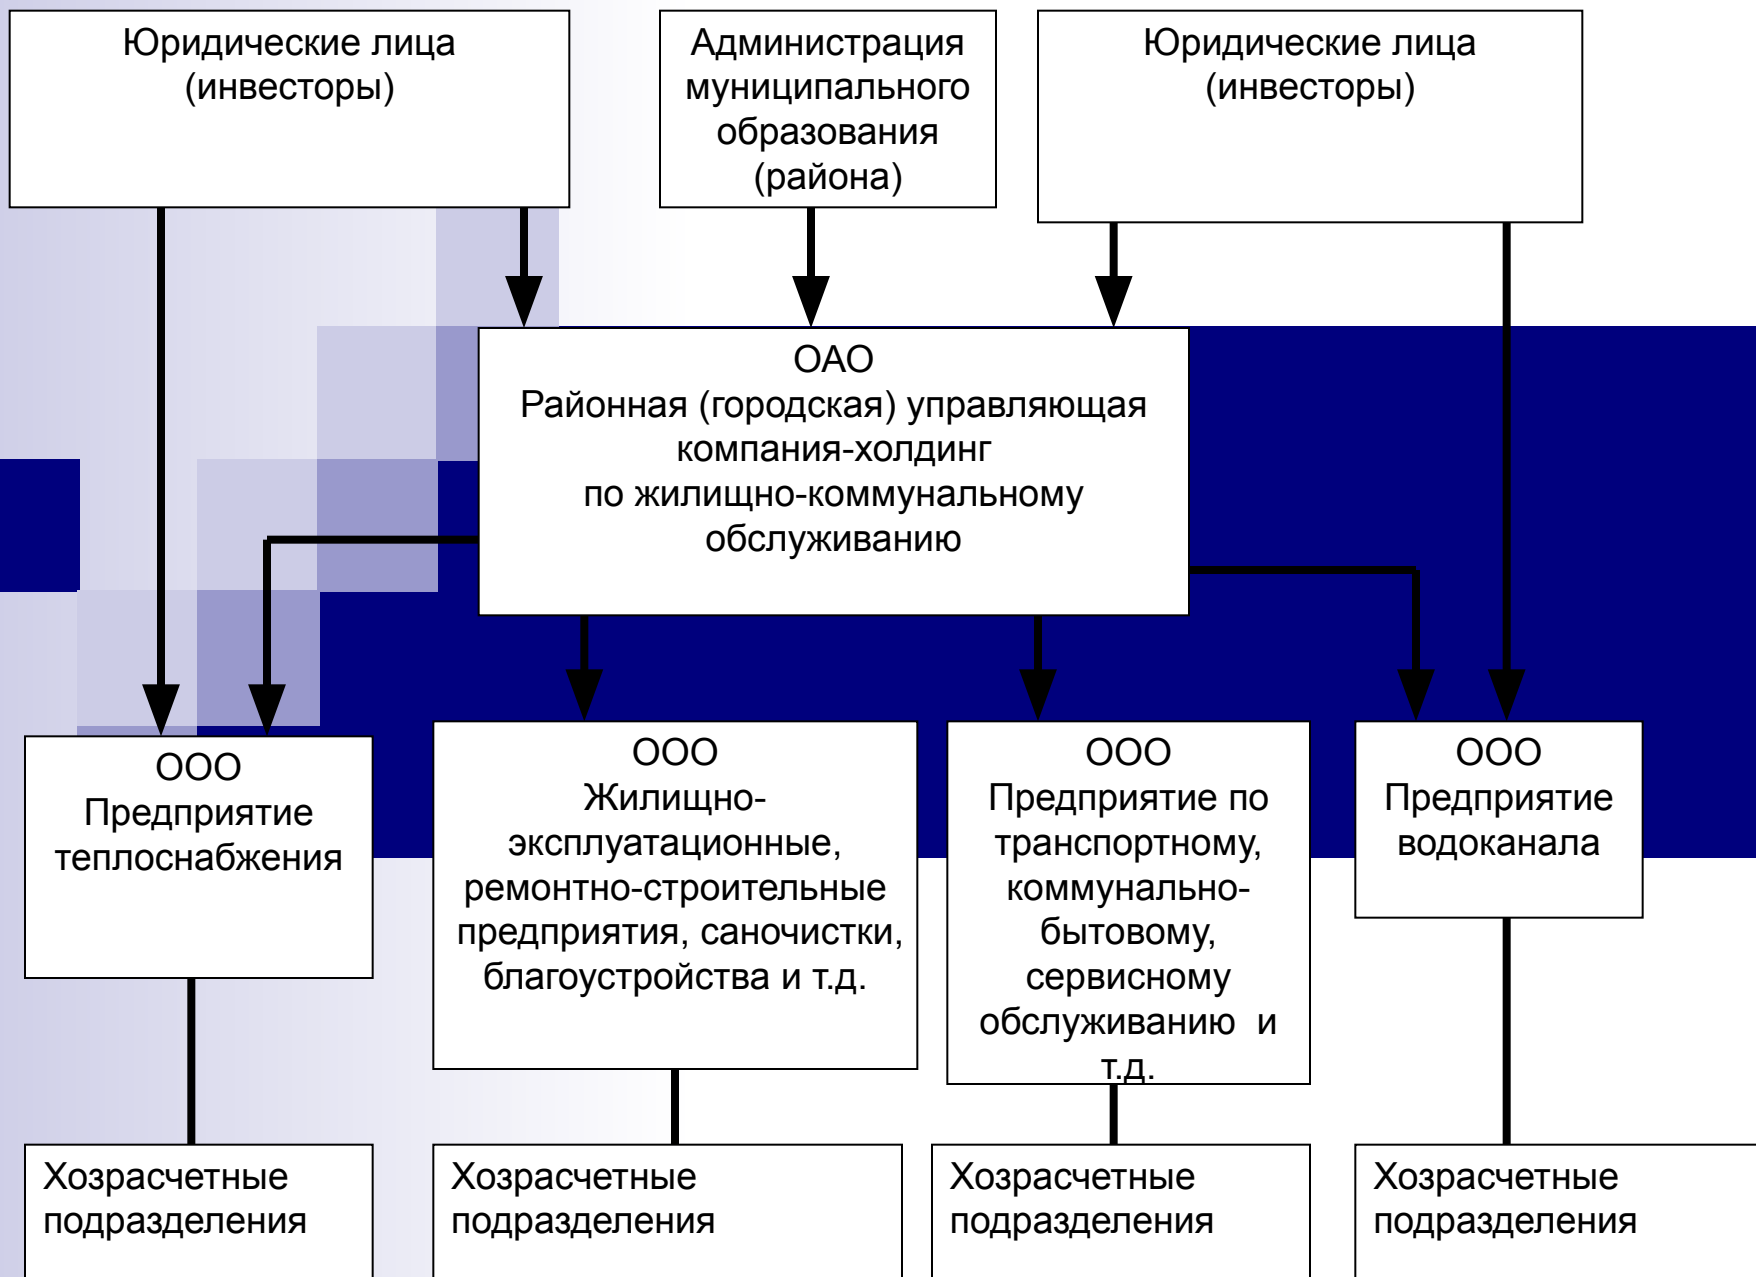 Юридические лица
(инвесторы)
Администрация
муниципального
образования
(района)
Юридические лица
(инвесторы)
ОАО
Районная (городская) управляющая
компания-холдинг
по жилищно-коммунальному
обслуживанию
ООО
Предприятие
теплоснабжения
ООО
Жилищно-
эксплуатационные,
ремонтно-строительные
предприятия, саночистки,
благоустройства и т.д.
ООО
Предприятие по
транспортному,
коммунально-
бытовому,
сервисному
обслуживанию  и
т.д.
ООО
Предприятие
водоканала
Хозрасчетные
подразделения
Хозрасчетные
подразделения
Хозрасчетные
подразделения
Хозрасчетные
подразделения